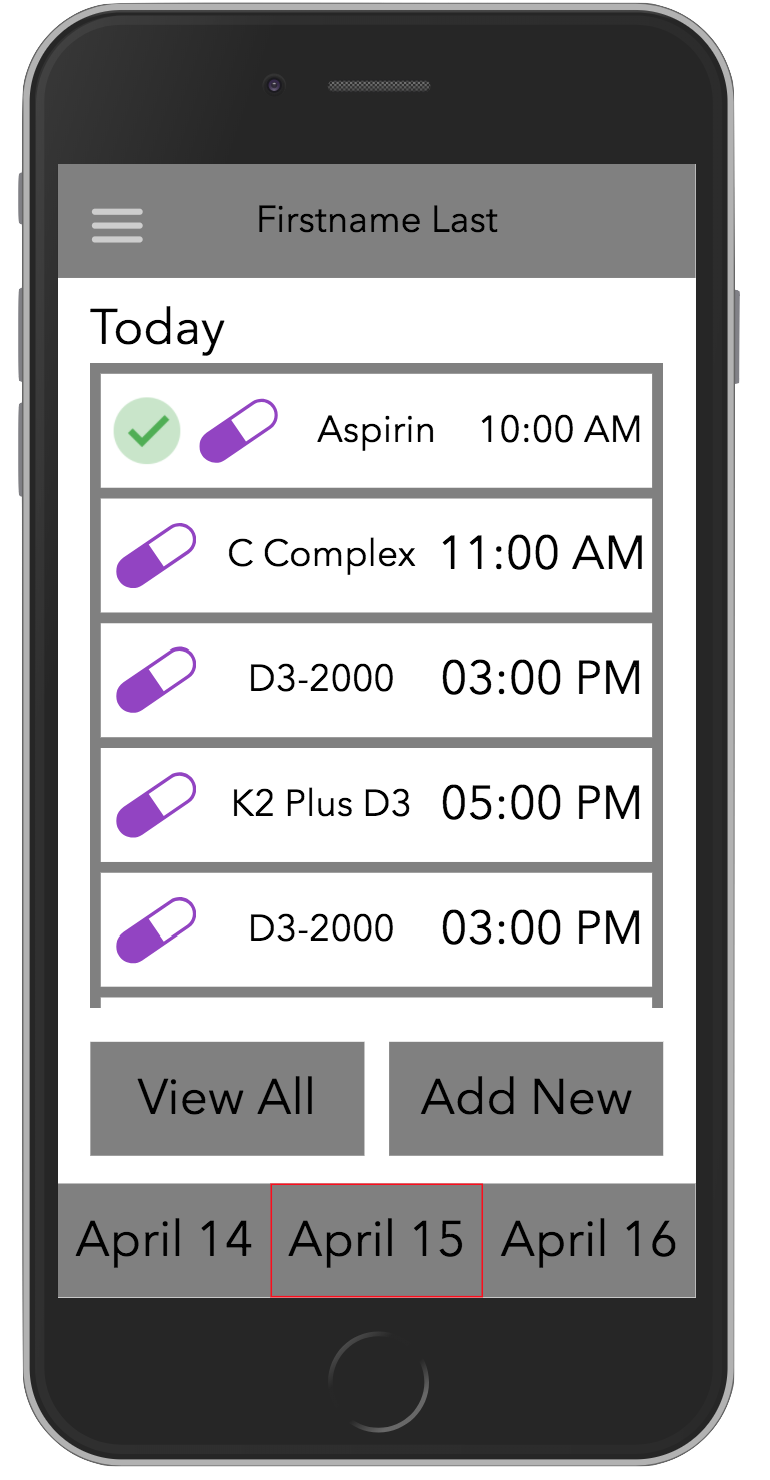 Firstname Last
Today
Aspirin 10:00 AM
C Complex 11:00 AM
D3-2000 03:00 PM
K2 Plus D3 05:00 PM
D3-2000 03:00 PM
View All Add New
April 14 April 15 April 16